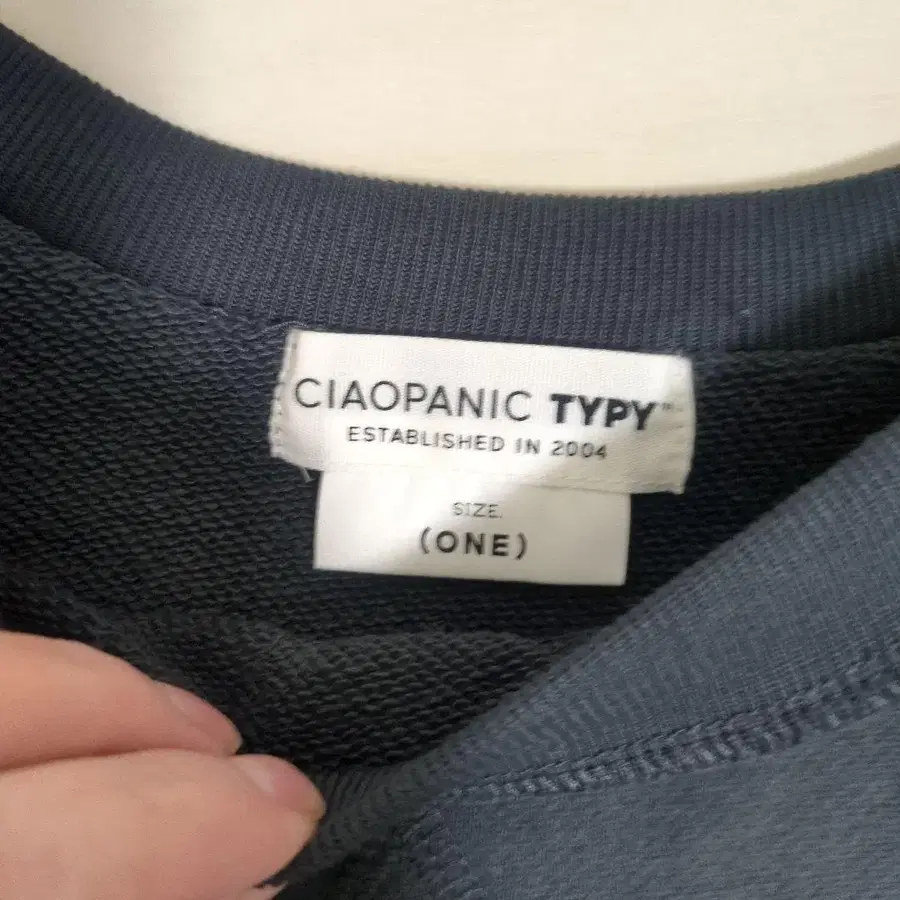 CIAOPANIC TYPY™
ESTABLISHED IN 2004
SIZE.
(ONE)